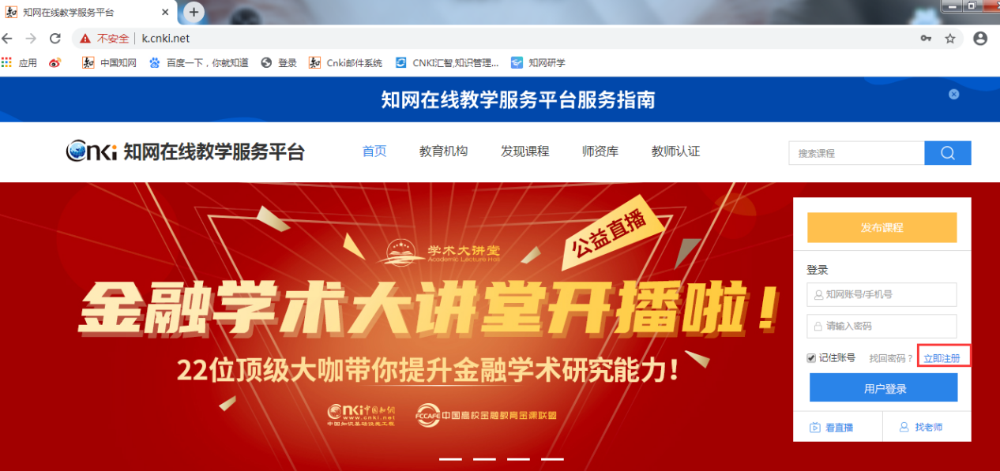 知网在线教学服务平台
不安全 k.cnki.net
应用 中国知网 百度一下，你就知道 登录 Cnki邮件系统 CNKI汇智,知识管理... 知网研学
知网在线教学服务平台服务指南
Cnki 知网在线教学服务平台 首页 教育机构 发现课程 师资库 教师认证 搜索课程
公益直播
发布课程
学术大讲堂
Academic Lecture Hall
登录
金融学术大讲堂开播啦！
知网账号/手机号
请输入密码
22位顶级大咖带你提升金融学术研究能力！
记住账号 找回密码？ 立即注册
用户登录
Cnki中国知网
www.cnki.net
中国知识基础设施工程
FCCAFE 中国高校金融教育金课联盟
看直播 找老师